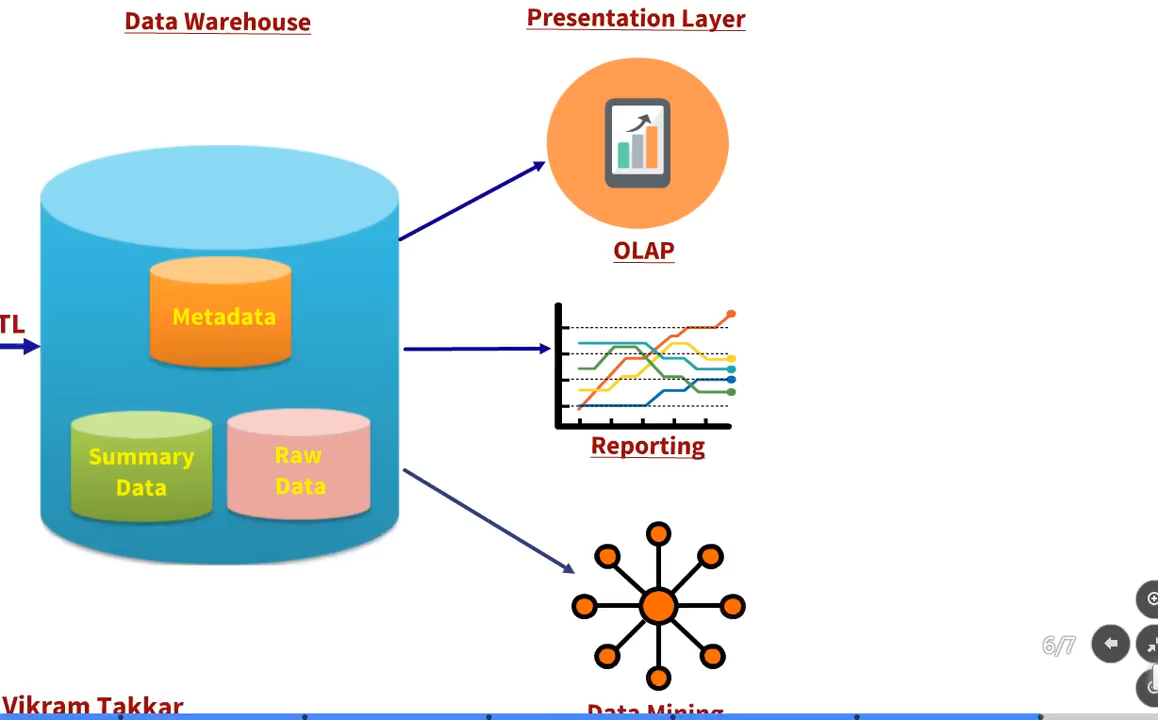 Data Warehouse
Presentation Layer
OLAP
TL
Metadata
Summary
Data
Raw
Data
Reporting
6/7
Vikram Takkar
Data Mining